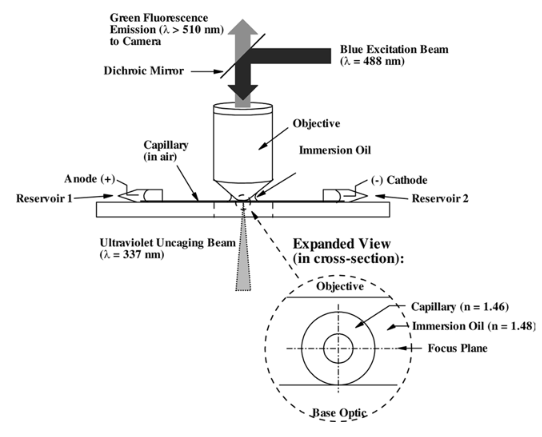 Green Fluorescence
Emission (λ > 510 nm)
to Camera
Blue Excitation Beam
(λ = 488 nm)
Dichroic Mirror
Objective
Capillary
(in air)
Immersion Oil
Anode (+)
(-) Cathode
Reservoir 1
Reservoir 2
Ultraviolet Uncaging Beam
(λ = 337 nm)
Expanded View
(in cross-section):
Objective
Capillary (n = 1.46)
Immersion Oil (n = 1.48)
Focus Plane
Base Optic